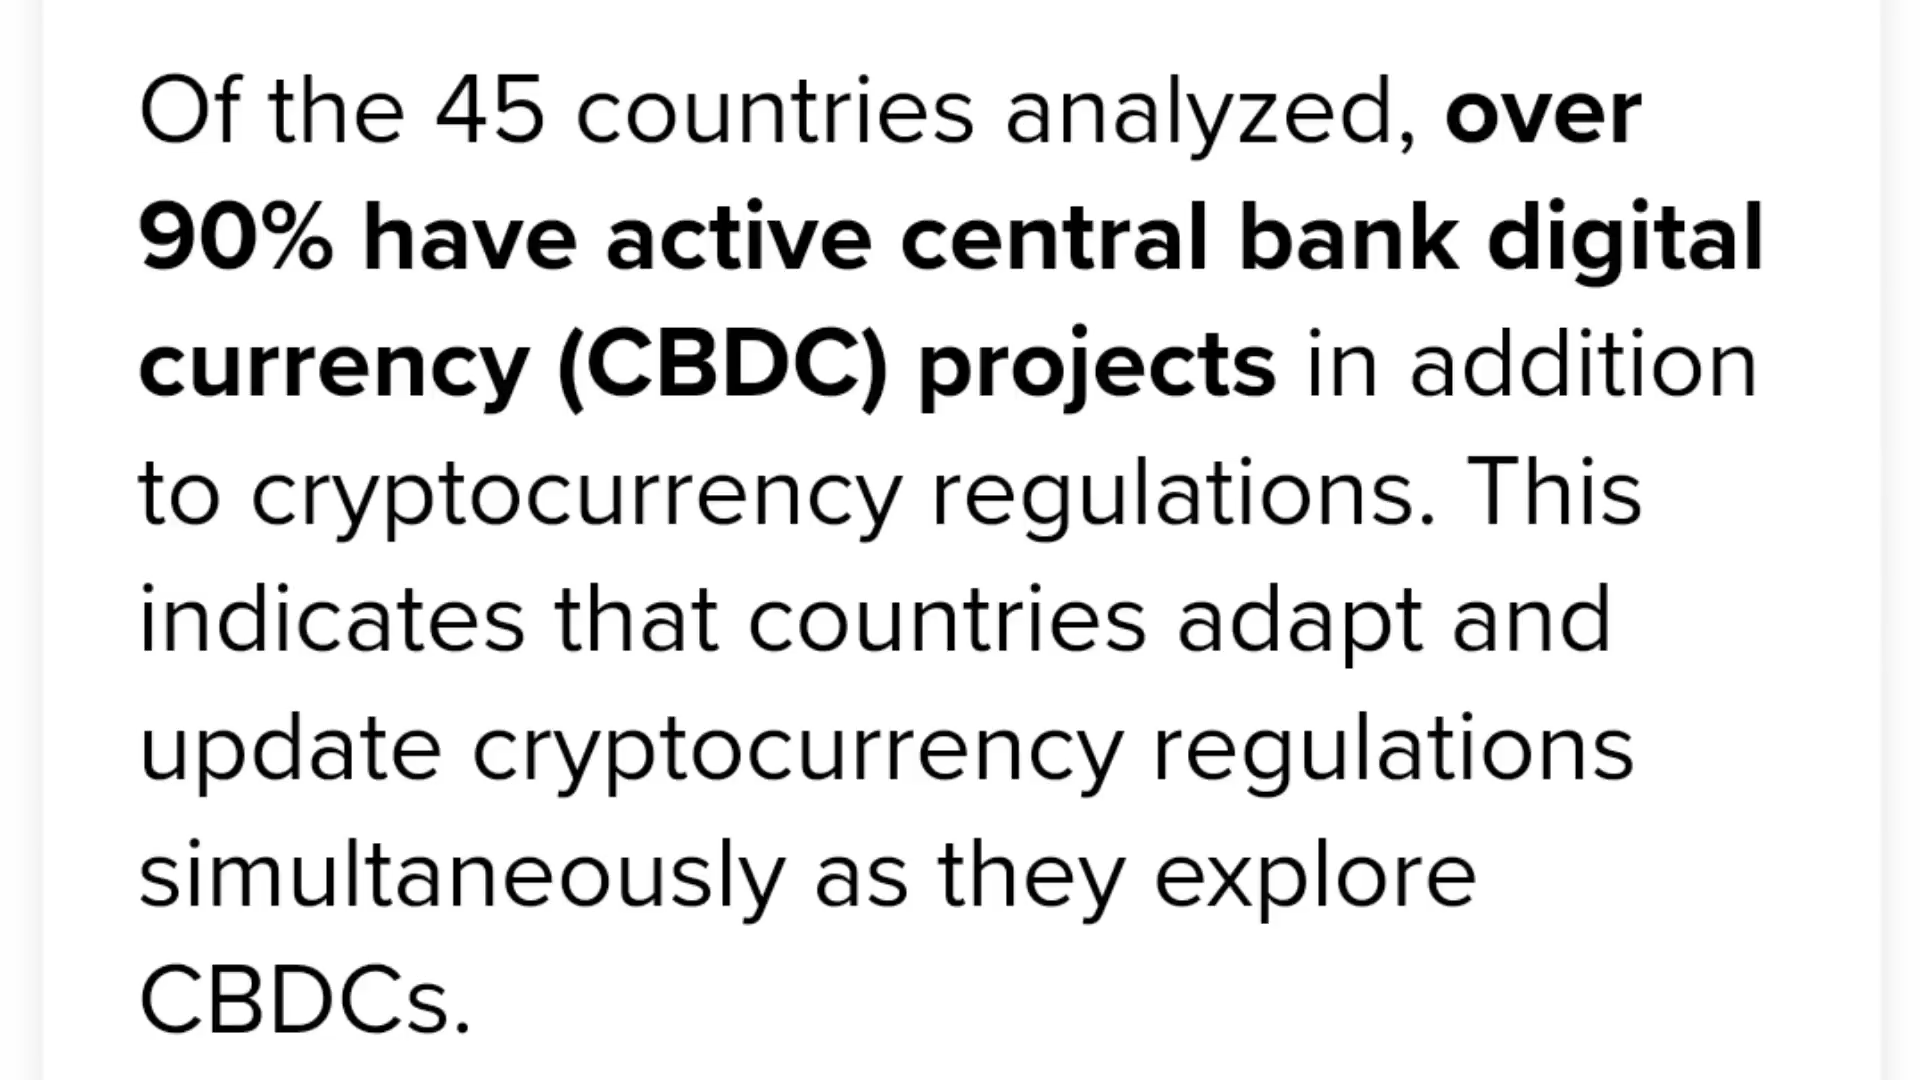 Of the 45 countries analyzed, over
90% have active central bank digital
currency (CBDC) projects in addition
to cryptocurrency regulations. This
indicates that countries adapt and
update cryptocurrency regulations
simultaneously as they explore
CBDCs.